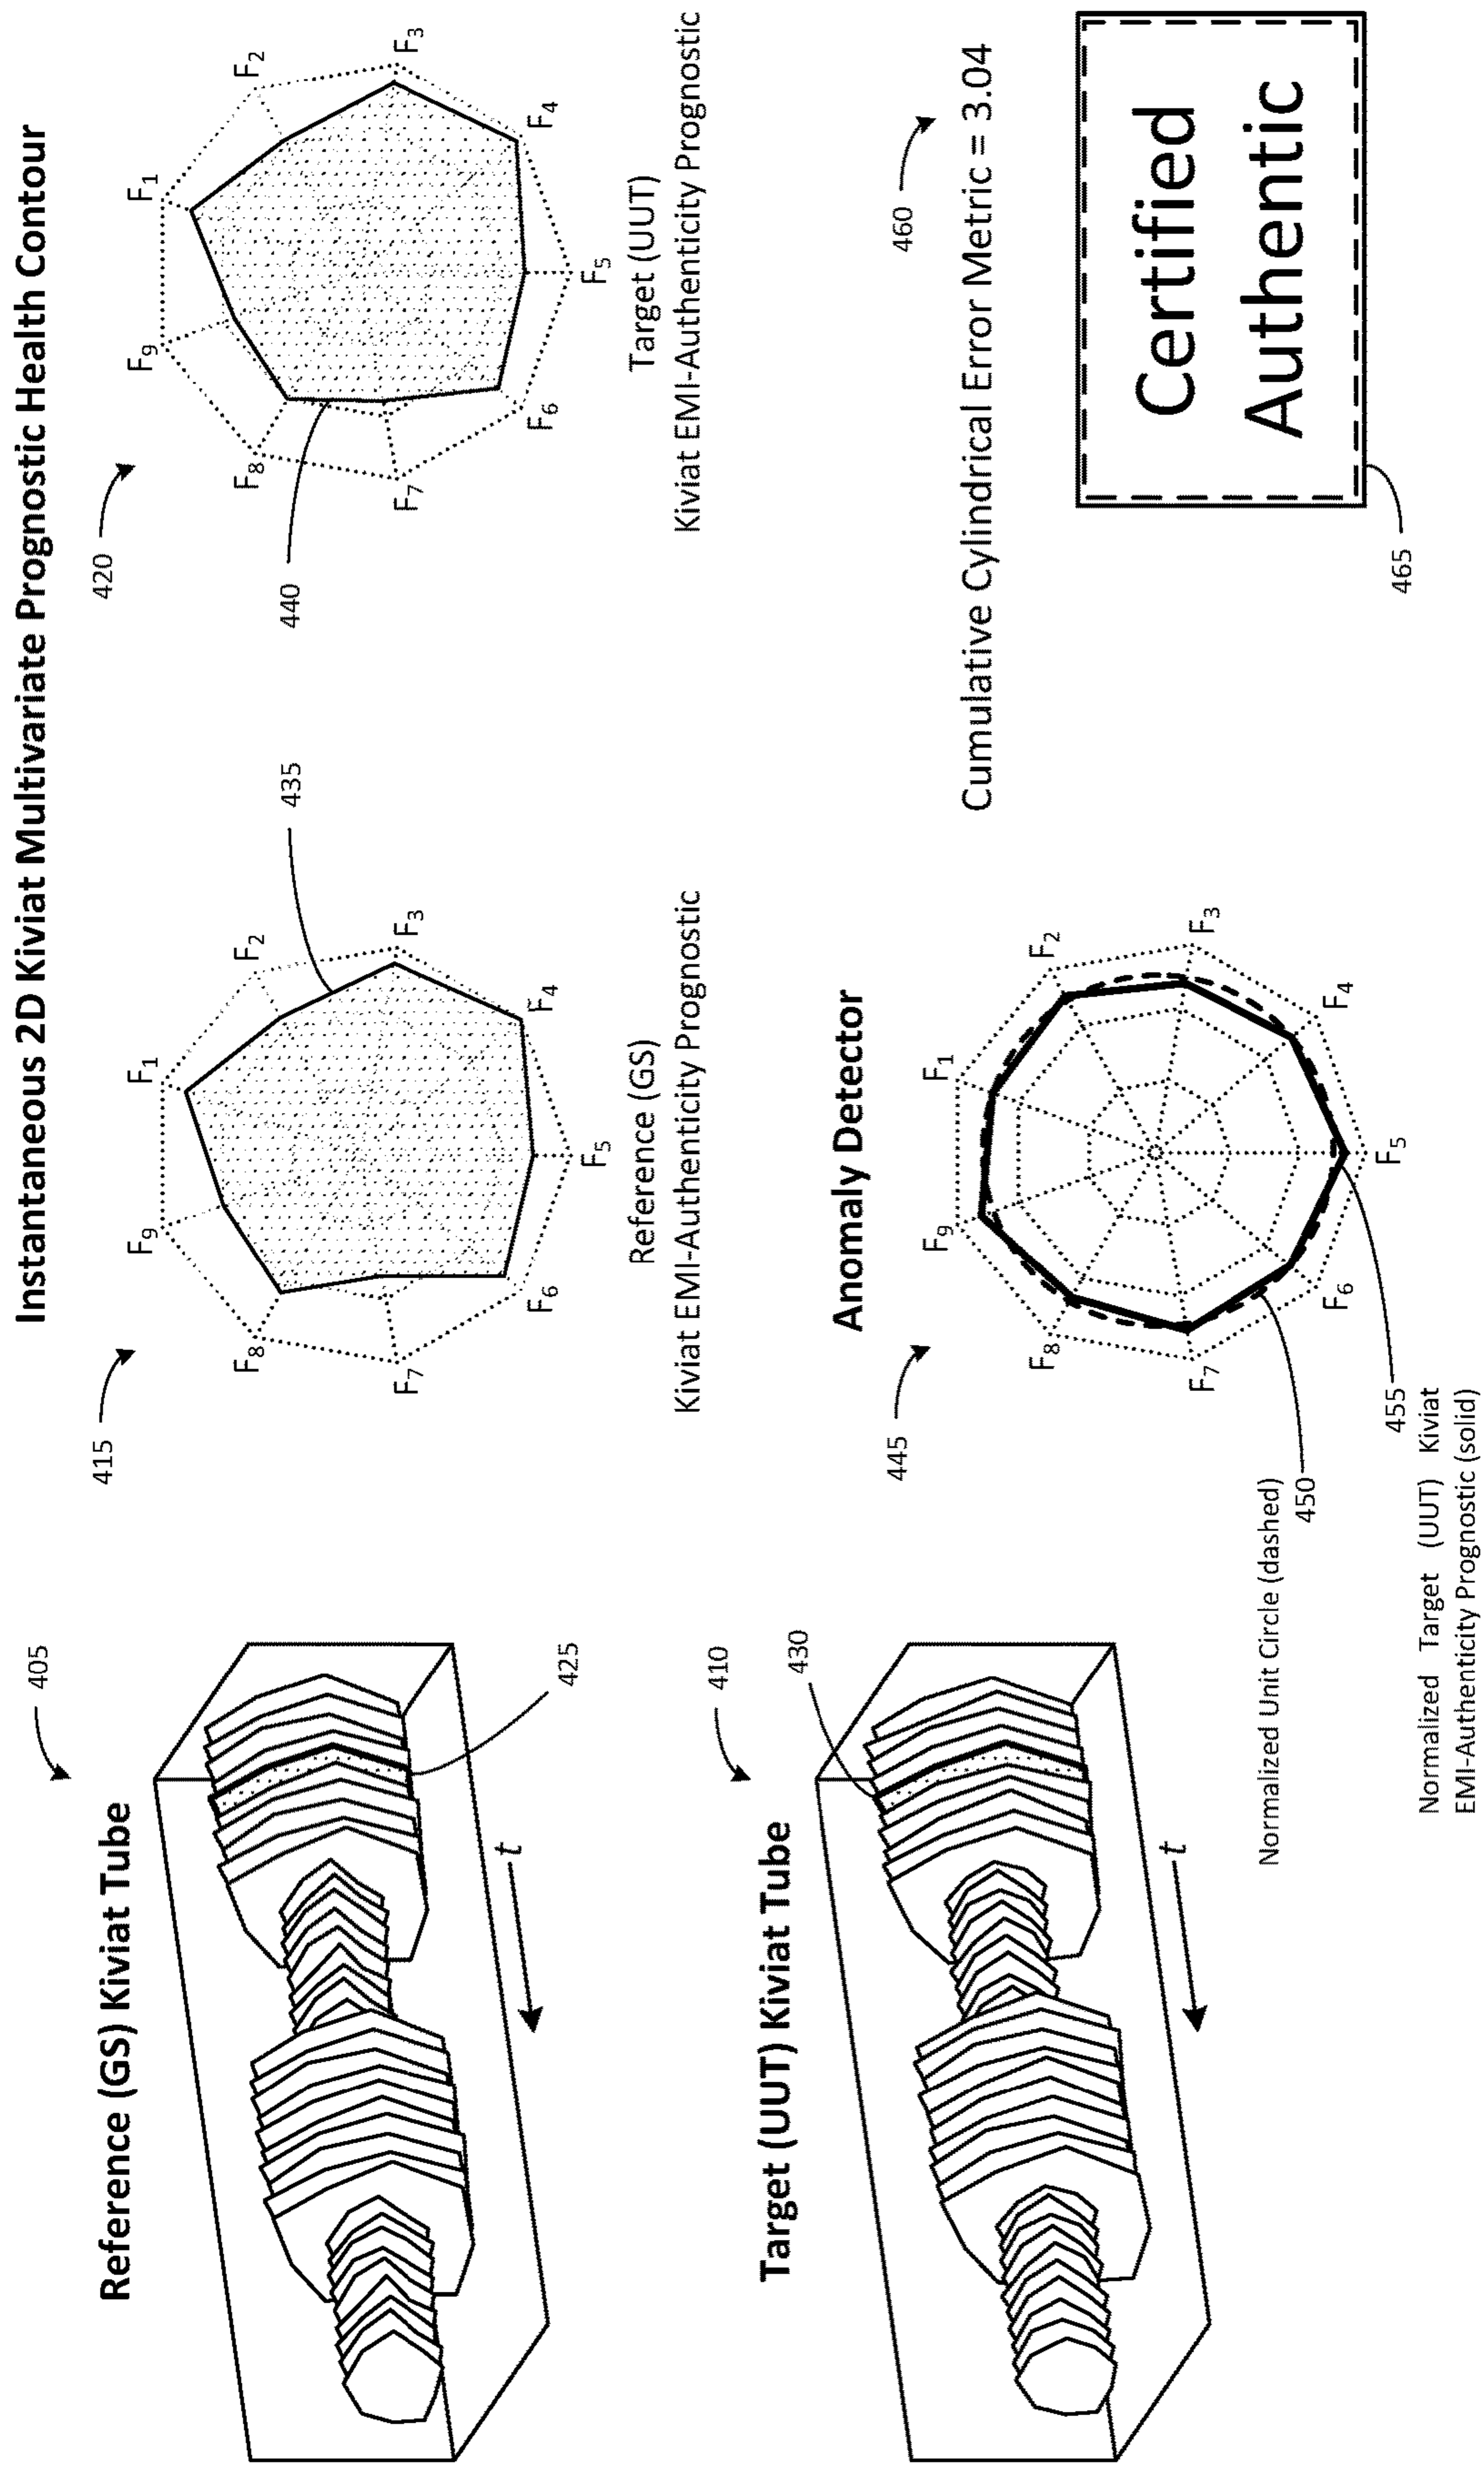 Instantaneous 2D Kiviat Multivariate Prognostic Health Contour
405
Reference (GS) Kiviat Tube
425
t
415
F1
F2
F3
F4
F5
F6
F7
F8
F9
435
Reference (GS)
Kiviat EMI-Authenticity Prognostic
420
F1
F2
F3
F4
F5
F6
F7
F8
F9
440
Target (UUT)
Kiviat EMI-Authenticity Prognostic
410
430
Target (UUT) Kiviat Tube
t
445
Anomaly Detector
F1
F2
F3
F4
F5
F6
F7
F8
F9
Normalized Unit Circle (dashed)
450
455
Normalized Target (UUT) Kiviat
EMI-Authenticity Prognostic (solid)
460
Cumulative Cylindrical Error Metric = 3.04
Certified
Authentic
465